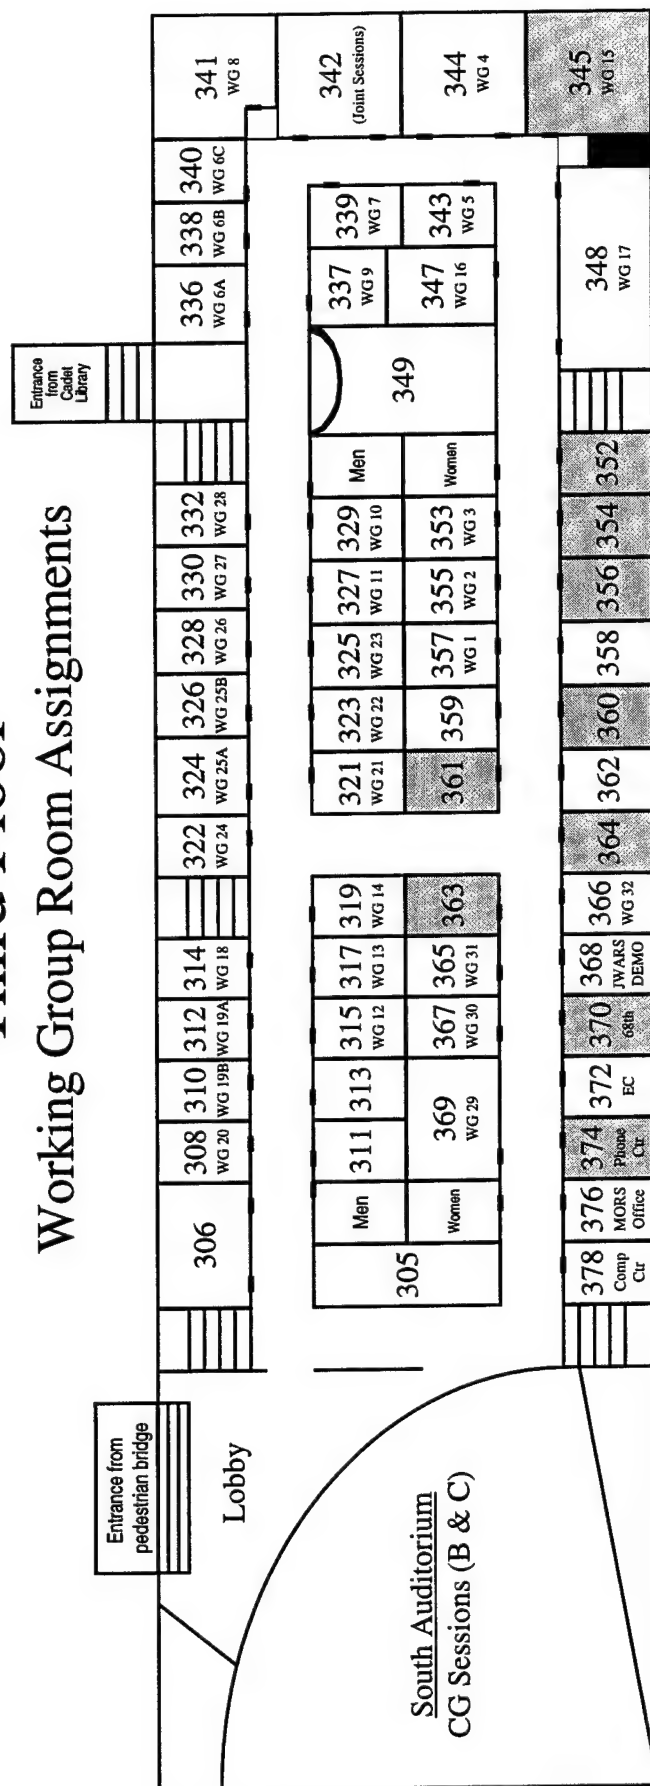 Third Floor
Working Group Room Assignments
Entrance from
pedestrian bridge
Entrance
from
Cadet
Library
Lobby
306
308
WG 20
310
WG 19B
312
WG 19A
314
WG 18
322
WG 24
324
WG 25A
326
WG 25B
328
WG 26
330
WG 27
332
WG 28
336
WG 6A
338
WG 6B
340
WG 6C
341
WG 8
342
(Joint Sessions)
344
WG 4
345
WG 15
305
Men
311
313
315
WG 12
317
WG 13
319
WG 14
321
WG 21
323
WG 22
325
WG 23
327
WG 11
329
WG 10
Men
349
337
WG 9
339
WG 7
Women
369
WG 29
367
WG 30
365
WG 31
363
361
359
357
WG 1
355
WG 2
353
WG 3
Women
347
WG 16
343
WG 5
South Auditorium
CG Sessions (B & C)
378
Comp
Ctr
376
MORS
Office
374
Phone
Ctr
372
EC
370
68th
368
JWARS
DEMO
366
WG 32
364
362
360
358
356
354
352
348
WG 17